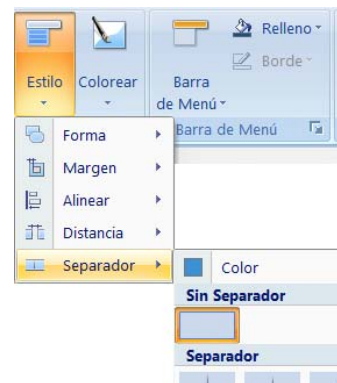 Relleno
Borde
Estilo
Colorear
Barra
de Menú
Barra de Menú
Forma
Margen
Alinear
Distancia
Separador
Color
Sin Separador
Separador